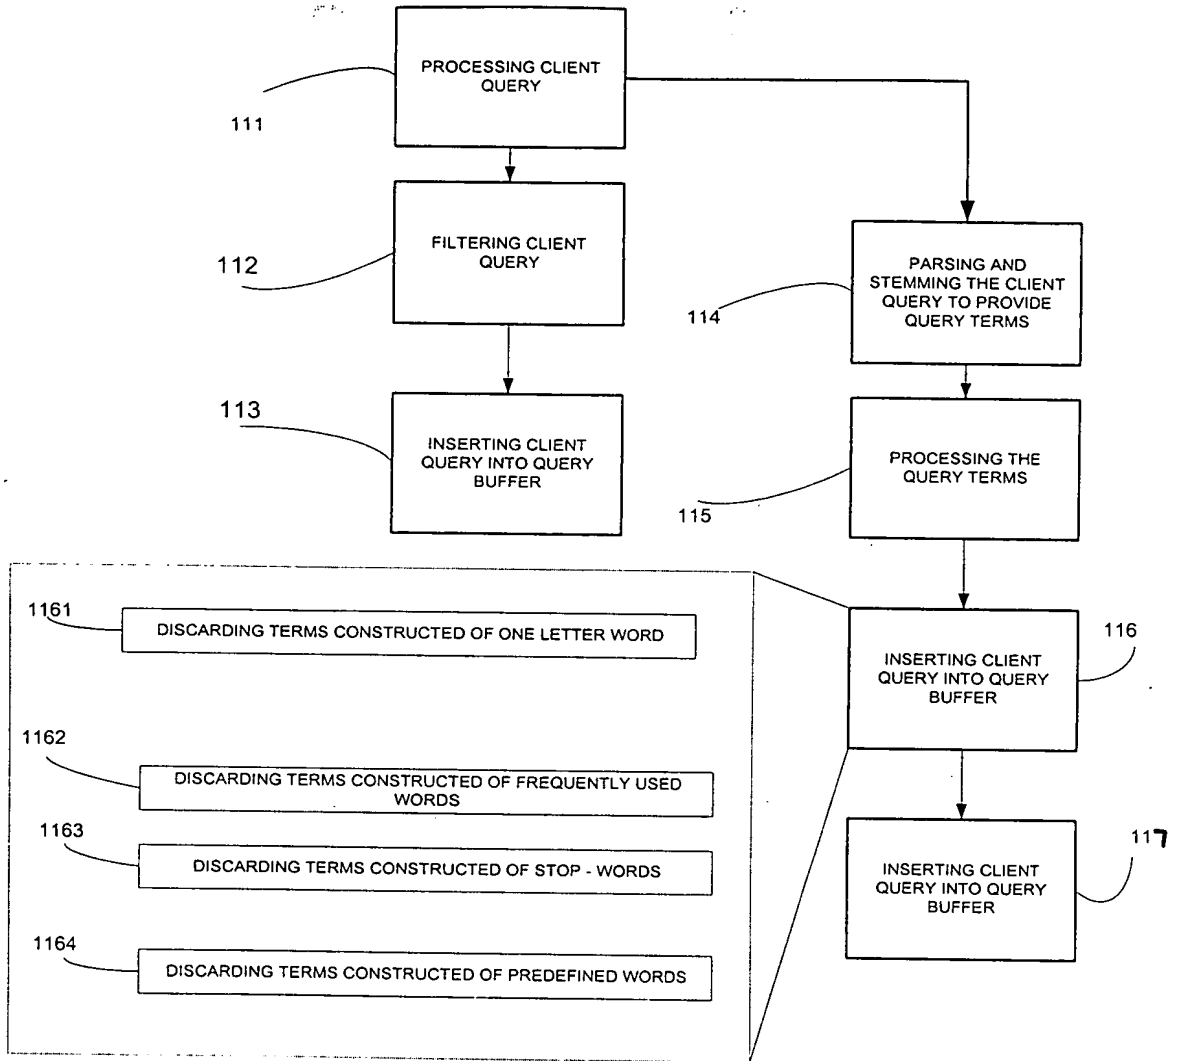 PROCESSING CLIENT
QUERY
111
FILTERING CLIENT
QUERY
112
PARSING AND
STEMMING THE CLIENT
QUERY TO PROVIDE
QUERY TERMS
114
113
INSERTING CLIENT
QUERY INTO QUERY
BUFFER
PROCESSING THE
QUERY TERMS
115
1161
DISCARDING TERMS CONSTRUCTED OF ONE LETTER WORD
116
INSERTING CLIENT
QUERY INTO QUERY
BUFFER
1162
DISCARDING TERMS CONSTRUCTED OF FREQUENTLY USED
WORDS
1163
DISCARDING TERMS CONSTRUCTED OF STOP - WORDS
117
INSERTING CLIENT
QUERY INTO QUERY
BUFFER
1164
DISCARDING TERMS CONSTRUCTED OF PREDEFINED WORDS